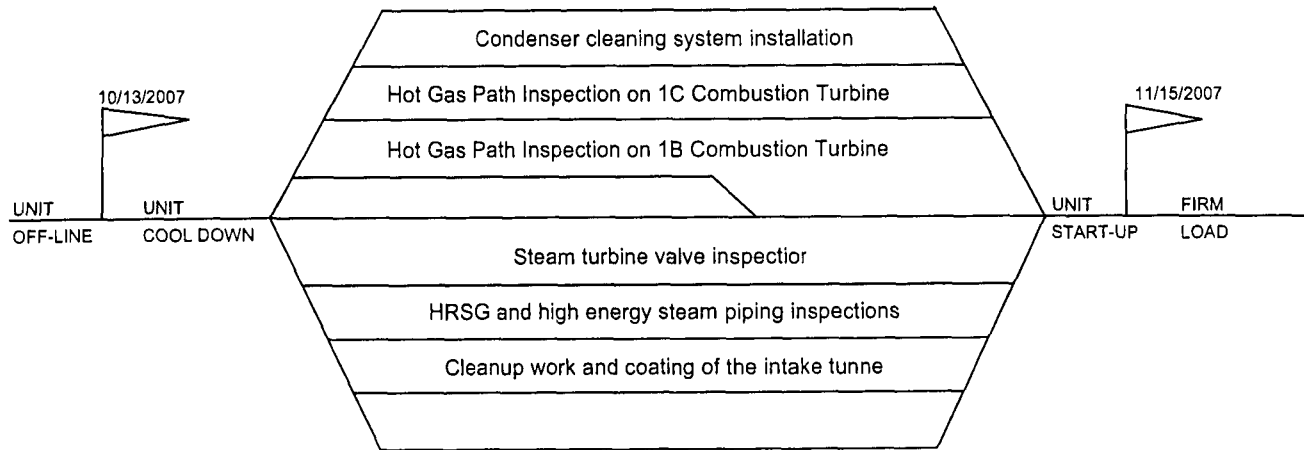 Condenser cleaning system installation
10/13/2007
Hot Gas Path Inspection on 1C Combustion Turbine
11/15/2007
Hot Gas Path Inspection on 1B Combustion Turbine
UNIT
OFF-LINE
UNIT
COOL DOWN
UNIT
START-UP
FIRM
LOAD
Steam turbine valve inspectior
HRSG and high energy steam piping inspections
Cleanup work and coating of the intake tunne